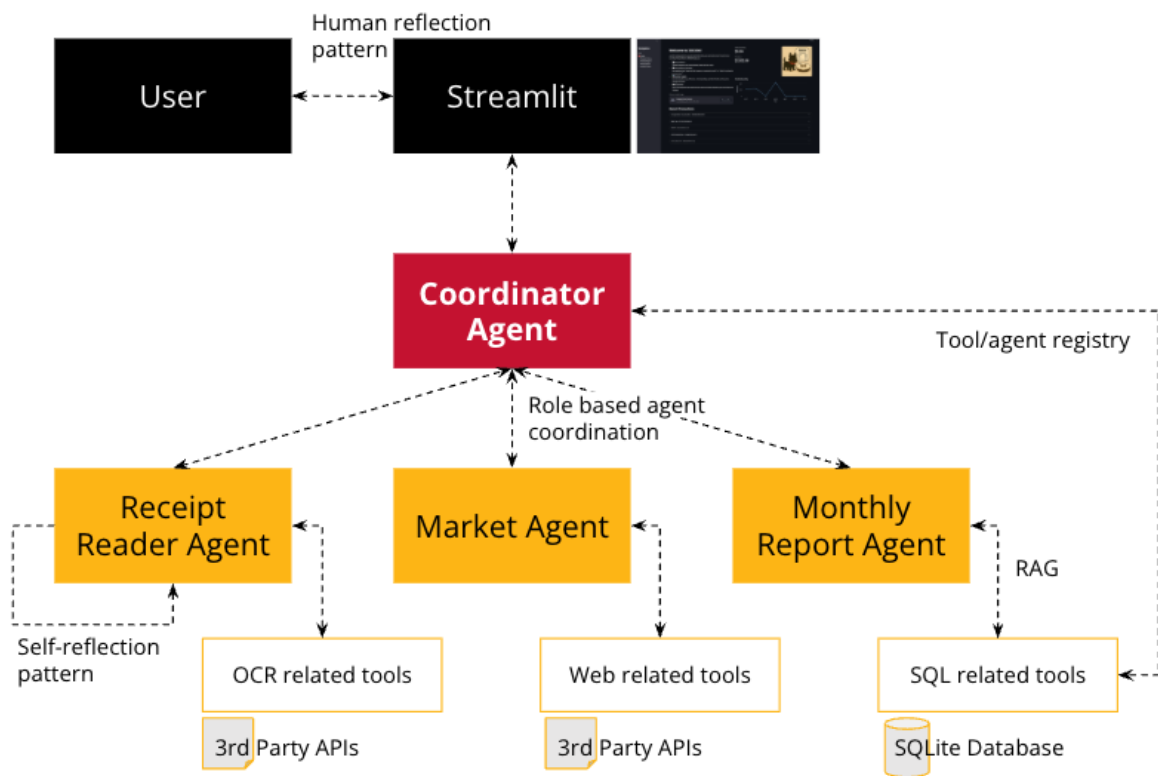 Human reflection
pattern
User
Streamlit
Coordinator
Agent
Tool/agent registry
Role based agent
coordination
Receipt
Reader Agent
Market Agent
Monthly
Report Agent
RAG
Self-reflection
pattern
OCR related tools
Web related tools
SQL related tools
3rd Party APIs
3rd Party APIs
SQLite Database